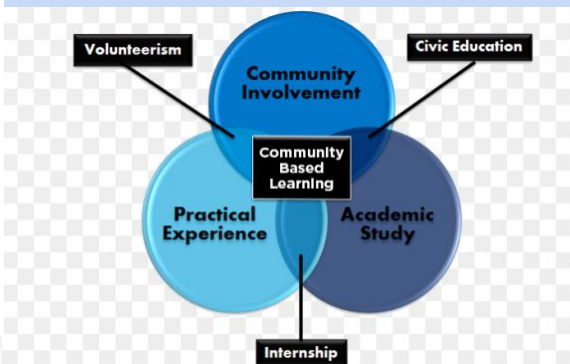 Volunteerism
Civic Education
Community
Involvement
Community
Based
Learning
Practical
Experience
Academic
Study
Internship